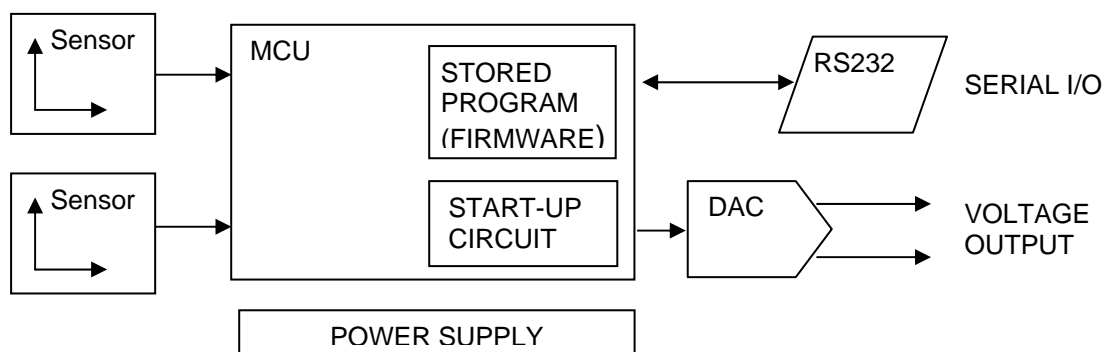 Sensor
MCU
STORED
PROGRAM
(FIRMWARE)
RS232
SERIAL I/O
Sensor
START-UP
CIRCUIT
DAC
VOLTAGE
OUTPUT
POWER SUPPLY